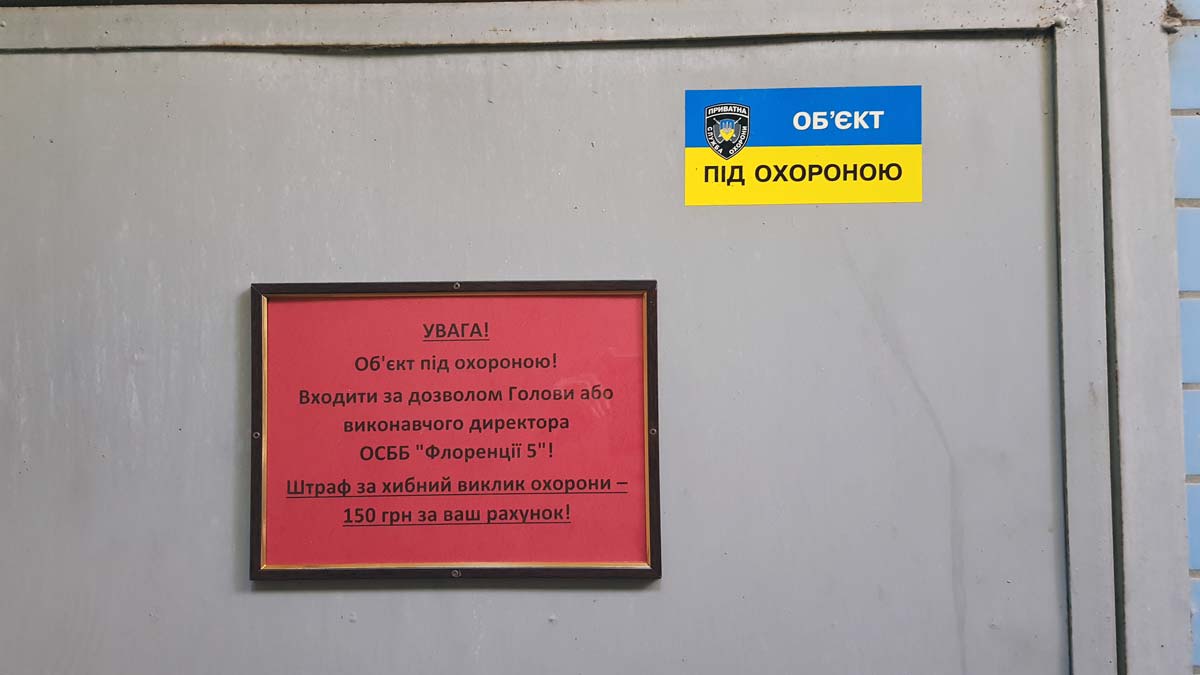 ПРИВАТНА
СЛУЖБА ОХОРОНИ
ОБ'ЄКТ
ПІД ОХОРОНОЮ
УВАГА!
Об'єкт під охороною!
Входити за дозволом Голови або
виконавчого директора
ОСББ "Флоренції 5"!
Штраф за хибний виклик охорони –
150 грн за ваш рахунок!